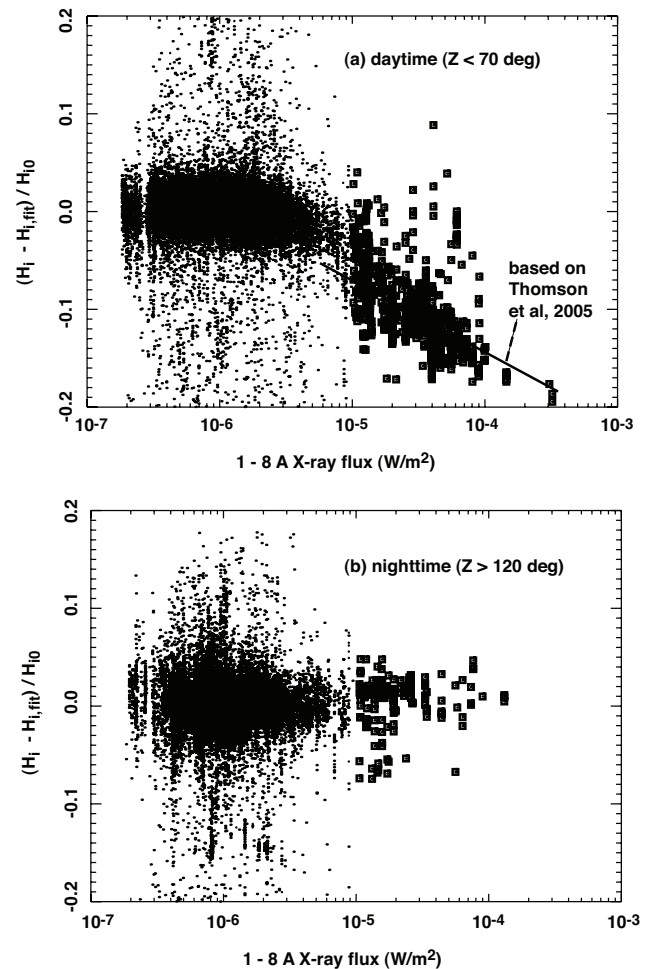 0.2
(a) daytime (Z < 70 deg)
0.1
(Hᵢ - Hᵢ,fit) / Hᵢ0
0.0
based on
Thomson
et al, 2005
-0.1
-0.2
10-7 10-6 10-5 10-4 10-3
1 - 8 A X-ray flux (W/m2)
0.2
(b) nighttime (Z > 120 deg)
0.1
(Hᵢ - Hᵢ,fit) / Hᵢ0
0.0
-0.1
-0.2
10-7 10-6 10-5 10-4 10-3
1 - 8 A X-ray flux (W/m2)